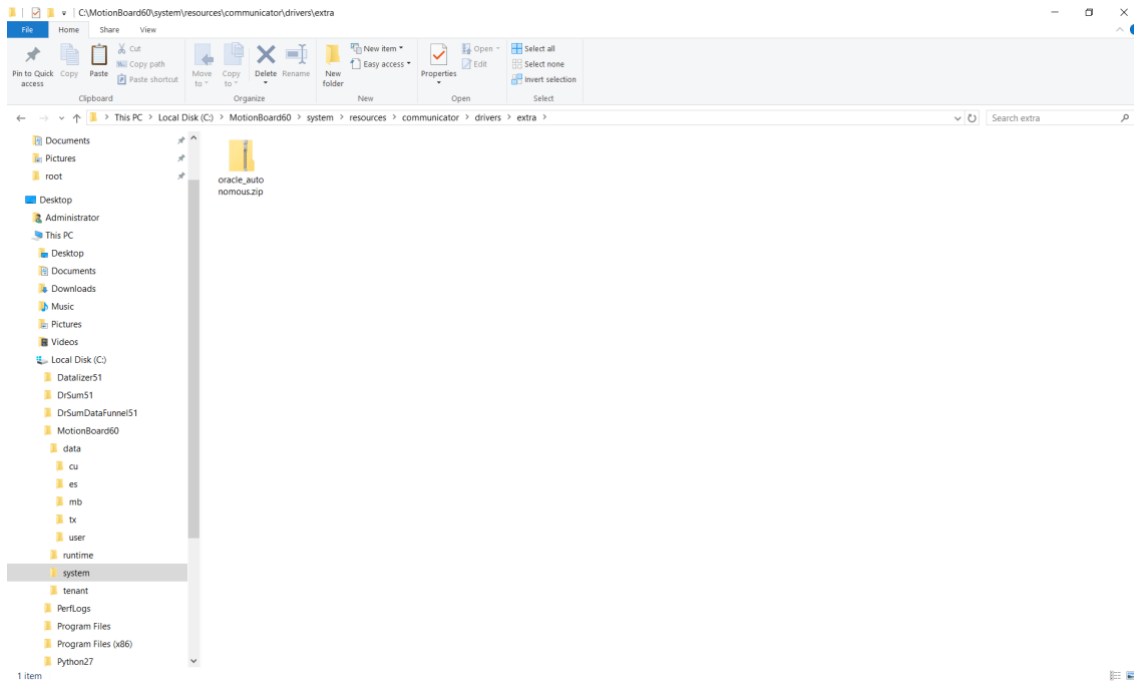 C:\MotionBoard60\system\resources\communicator\drivers\extra
File Home Share View
Pin to Quick access
Copy
Paste
Cut
Copy path
Paste shortcut
Clipboard
Move to
Copy to
Delete
Rename
Organize
New folder
New item
Easy access
New
Properties
Open
Edit
Open
Select all
Select none
Invert selection
Select
This PC > Local Disk (C:) > MotionBoard60 > system > resources > communicator > drivers > extra >
Search extra
Documents
Pictures
root
Desktop
Administrator
This PC
Desktop
Documents
Downloads
Music
Pictures
Videos
Local Disk (C:)
Datalizer51
DrSum51
DrSumDataFunnel51
MotionBoard60
data
cu
es
mb
tx
user
runtime
system
tenant
PerfLogs
Program Files
Program Files (x86)
Python27
oracle_auto
nomous.zip
1 item